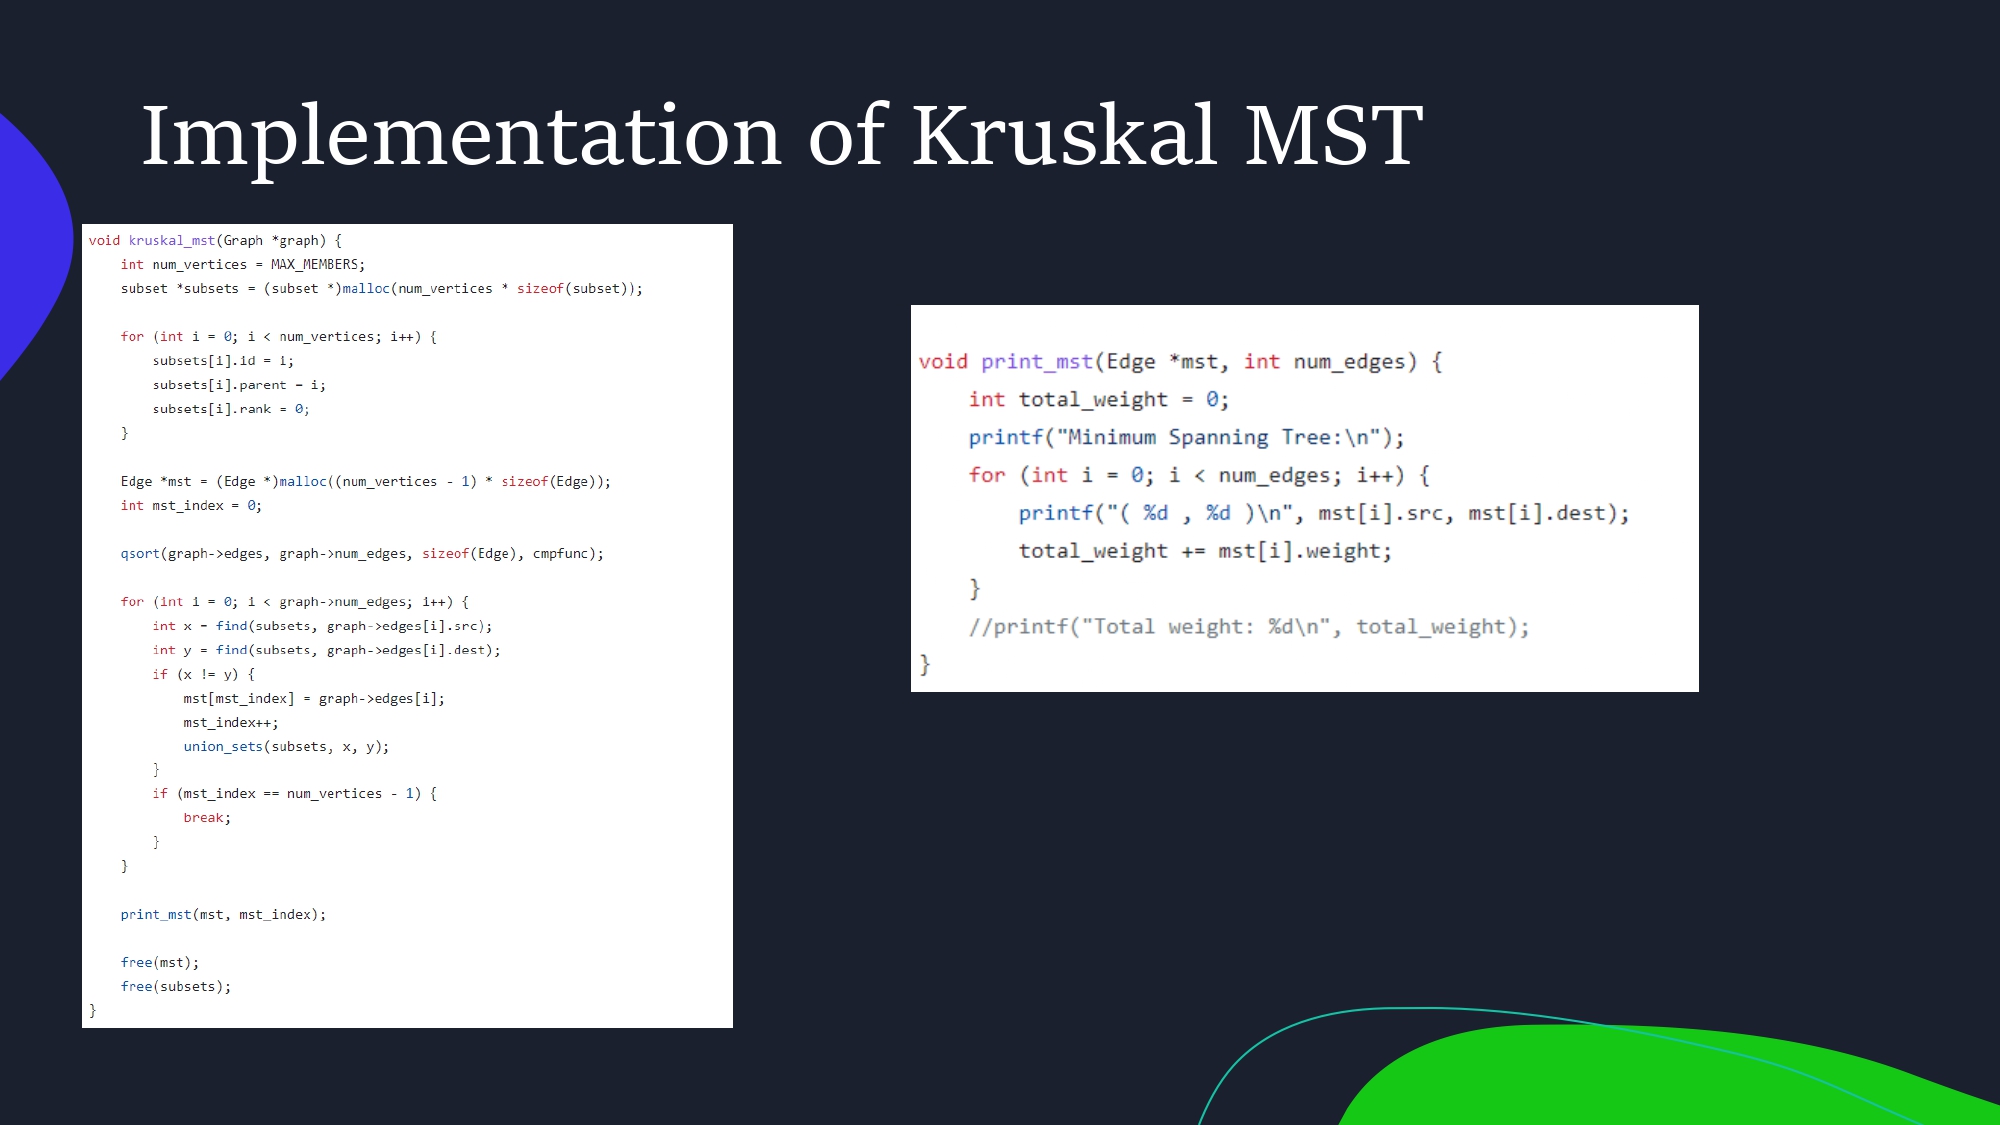 Implementation of Kruskal MST
void kruskal_mst(Graph *graph) {
    int num_vertices = MAX_MEMBERS;
    subset *subsets = (subset *)malloc(num_vertices * sizeof(subset));
    for (int i = 0; i < num_vertices; i++) {
        subsets[i].id = i;
        subsets[i].parent = i;
        subsets[i].rank = 0;
    }
    Edge *mst = (Edge *)malloc((num_vertices - 1) * sizeof(Edge));
    int mst_index = 0;
    qsort(graph->edges, graph->num_edges, sizeof(Edge), cmpfunc);
    for (int i = 0; i < graph->num_edges; i++) {
        int x = find(subsets, graph->edges[i].src);
        int y = find(subsets, graph->edges[i].dest);
        if (x != y) {
            mst[mst_index] = graph->edges[i];
            mst_index++;
            union_sets(subsets, x, y);
        }
        if (mst_index == num_vertices - 1) {
            break;
        }
    }
    print_mst(mst, mst_index);
    free(mst);
    free(subsets);
}
void print_mst(Edge *mst, int num_edges) {
    int total_weight = 0;
    printf("Minimum Spanning Tree:\n");
    for (int i = 0; i < num_edges; i++) {
        printf("( %d , %d )\n", mst[i].src, mst[i].dest);
        total_weight += mst[i].weight;
    }
    //printf("Total weight: %d\n", total_weight);
}